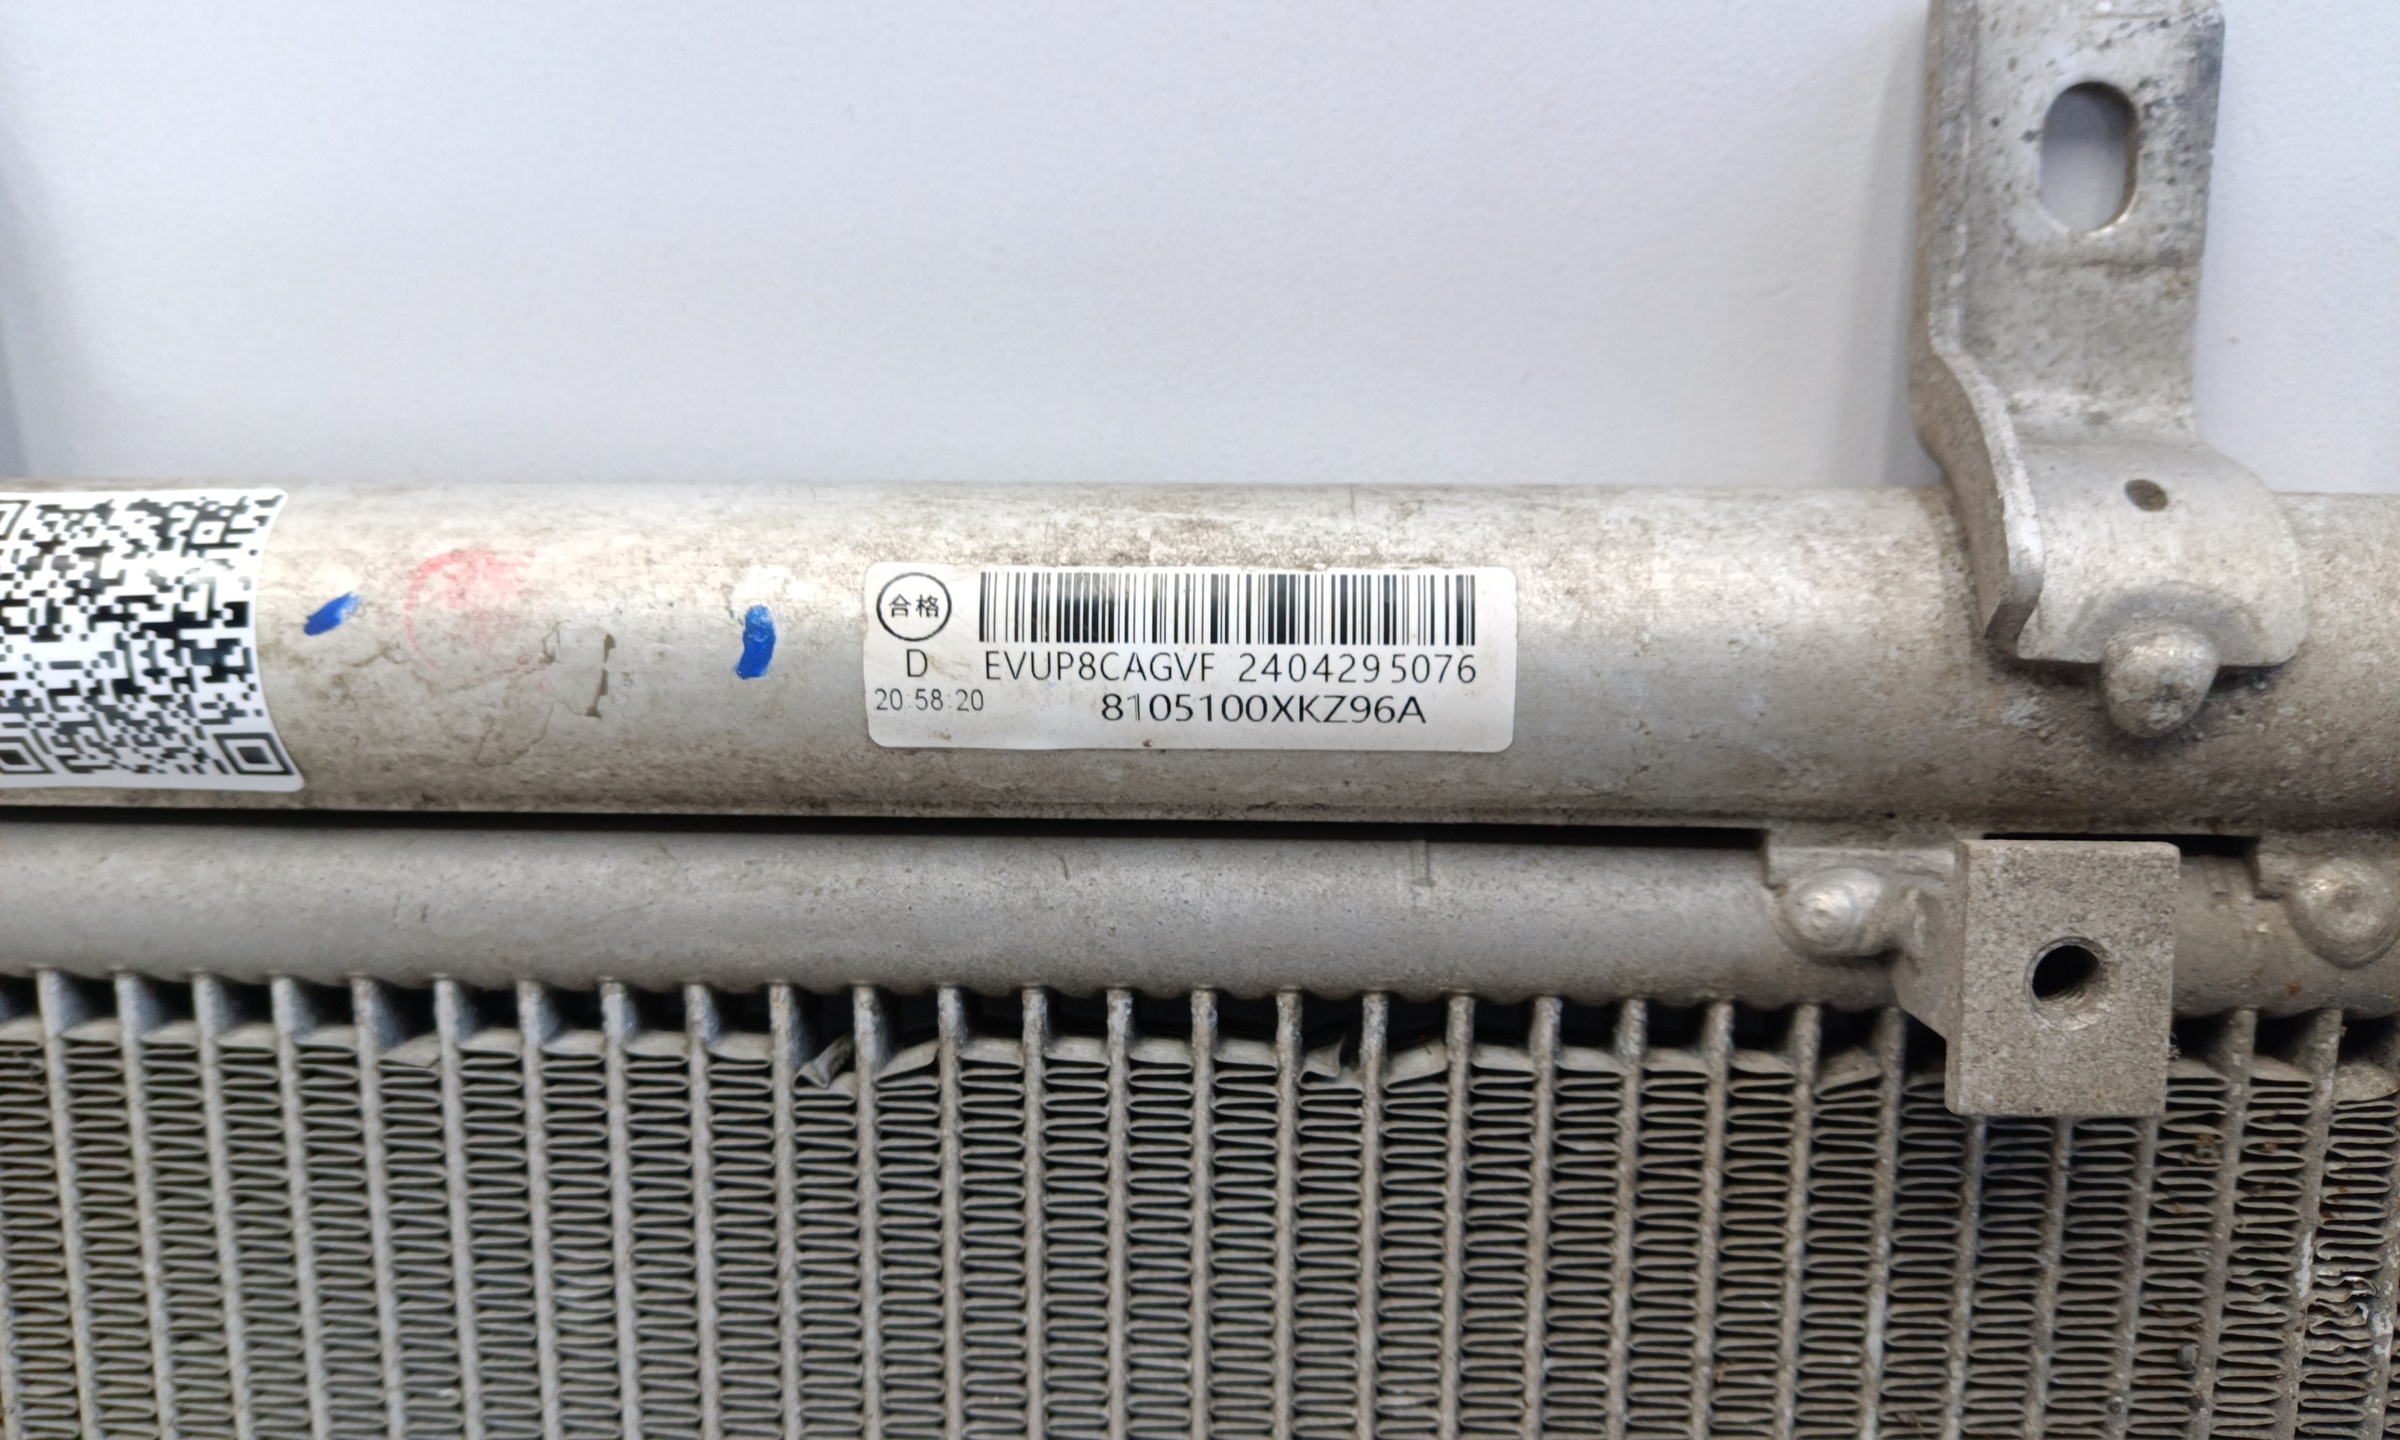 合格
D EVUP8CAGVF 2404295076
20:58:20 8105100XKZ96A